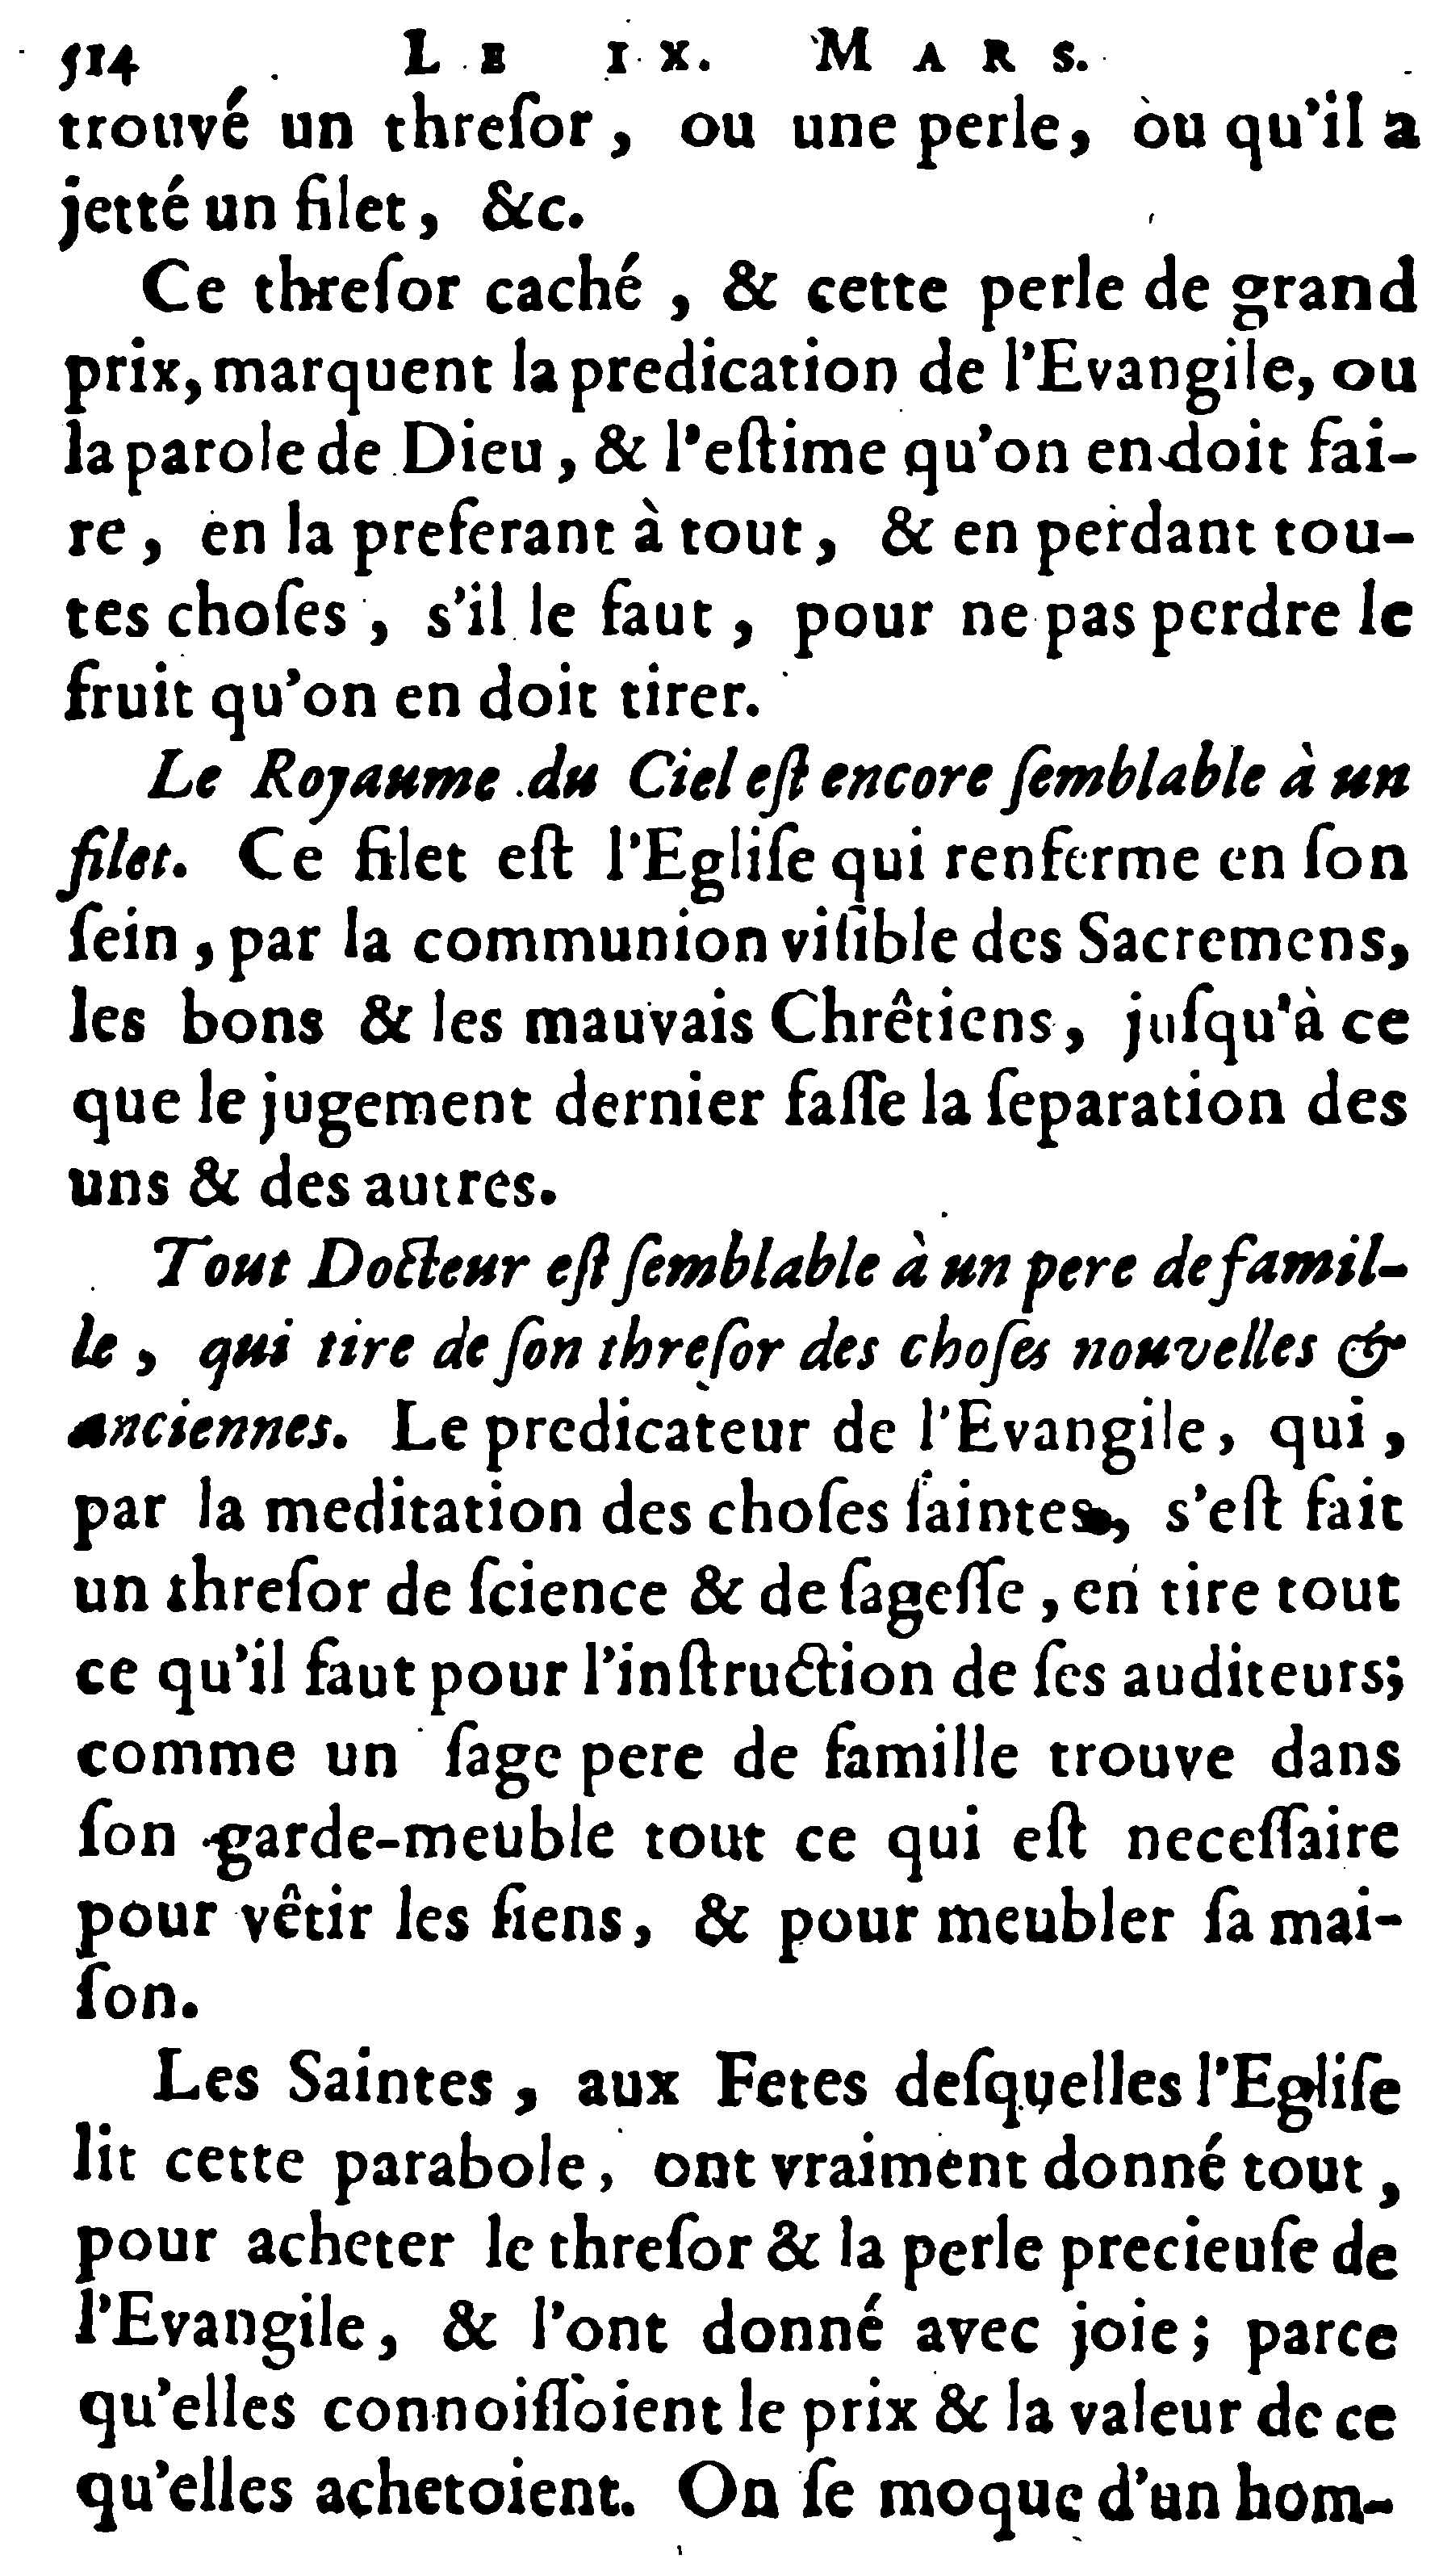 514 LE IX. MARS.
trouvé un threſor, ou une perle, ou qu'il a
jetté un filet, &c.
Ce threſor caché, & cette perle de grand
prix, marquent la predication de l'Evangile, ou
la parole de Dieu, & l'eſtime qu'on en doit fai-
re, en la preferant à tout, & en perdant tou-
tes choſes, s'il le faut, pour ne pas perdre le
fruit qu'on en doit tirer.
Le Royaume du Ciel eſt encore ſemblable à un
filet. Ce filet eſt l'Egliſe qui renferme en ſon
ſein, par la communion viſible des Sacremens,
les bons & les mauvais Chrêtiens, juſqu'à ce
que le jugement dernier faſſe la ſeparation des
uns & des autres.
Tout Docteur eſt ſemblable à un pere de famil-
le, qui tire de ſon threſor des choſes nouvelles &
anciennes. Le predicateur de l'Evangile, qui,
par la meditation des choſes ſaintes, s'eſt fait
un threſor de ſcience & de ſageſſe, en tire tout
ce qu'il faut pour l'inſtruction de ſes auditeurs;
comme un ſage pere de famille trouve dans
ſon garde-meuble tout ce qui eſt neceſſaire
pour vêtir les ſiens, & pour meubler ſa mai-
ſon.
Les Saintes, aux Fetes deſquelles l'Egliſe
lit cette parabole, ont vraiment donné tout,
pour acheter le threſor & la perle precieuſe de
l'Evangile, & l'ont donné avec joie; parce
qu'elles connoiſſoient le prix & la valeur de ce
qu'elles achetoient. On ſe moque d'un hom-